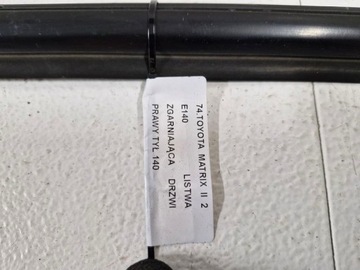 74.TOYOTA MATRIX II 2
E140 LISTWA
ZGARNIAJĄCA DRZWI
PRAWY TYŁ 140